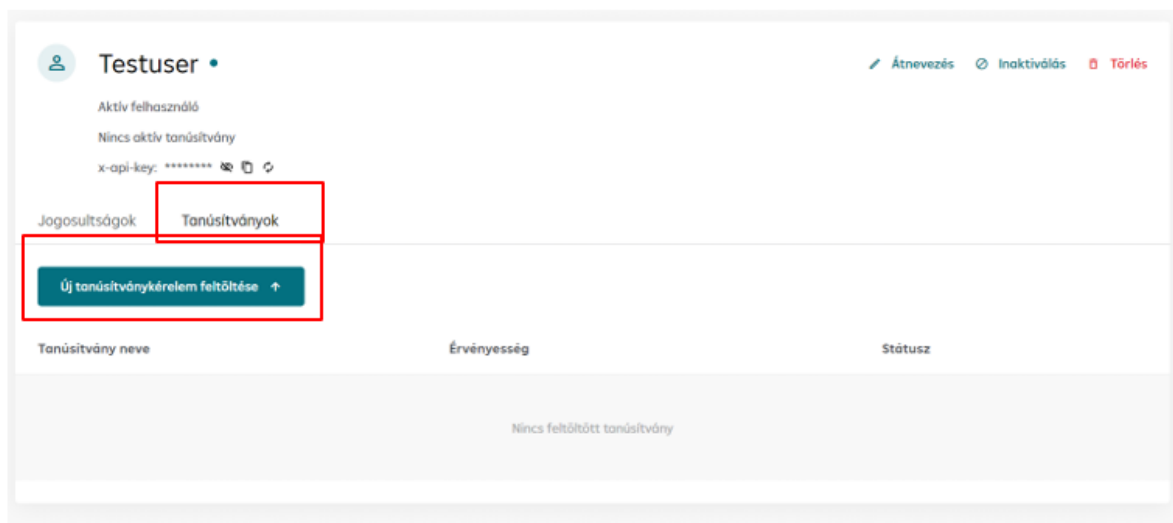 Testuser
Átnevezés Inaktiválás Törlés
Aktív felhasználó
Nincs aktív tanúsítvány
x-api-key: ********
Jogosultságok Tanúsítványok
Új tanúsítványkérelem feltöltése ↑
Tanúsítvány neve Érvényesség Státusz
Nincs feltöltött tanúsítvány